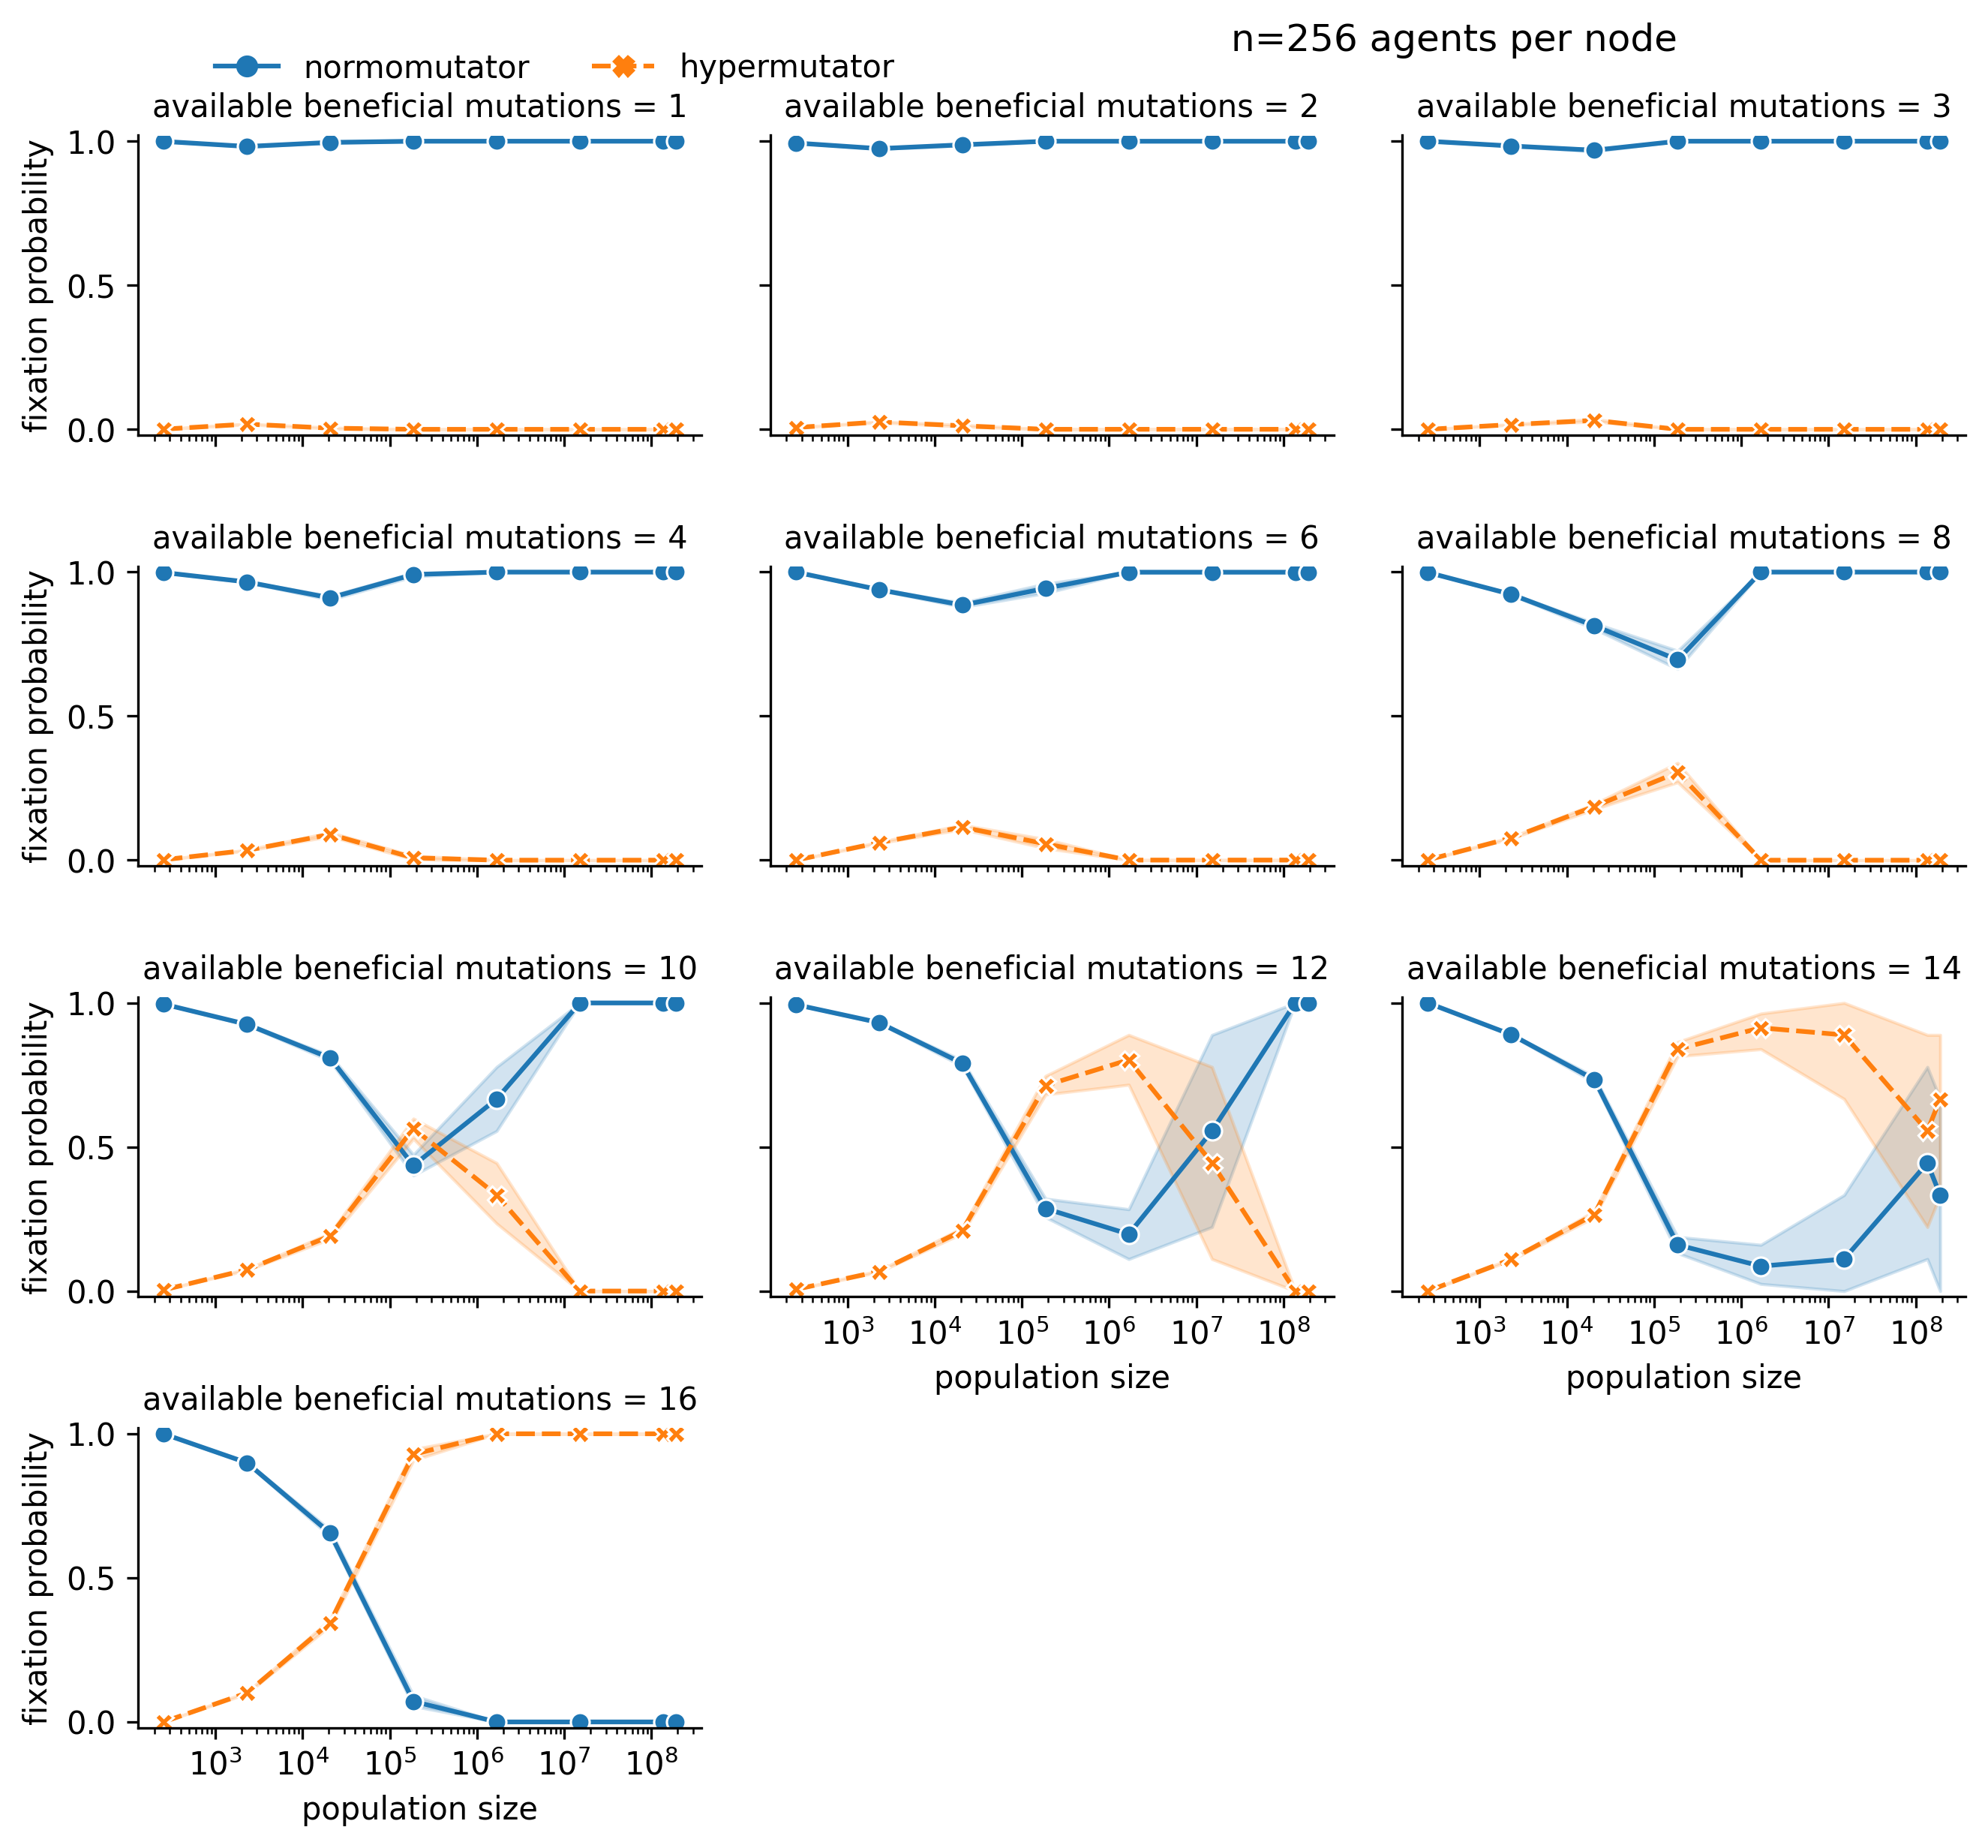 n=256 agents per node
normomutator hypermutator
available beneficial mutations = 1
available beneficial mutations = 2
available beneficial mutations = 3
1.0
0.5
0.0
fixation probability
available beneficial mutations = 4
available beneficial mutations = 6
available beneficial mutations = 8
1.0
0.5
0.0
fixation probability
available beneficial mutations = 10
available beneficial mutations = 12
available beneficial mutations = 14
1.0
0.5
0.0
fixation probability
10³ 10⁴ 10⁵ 10⁶ 10⁷ 10⁸
population size
10³ 10⁴ 10⁵ 10⁶ 10⁷ 10⁸
population size
available beneficial mutations = 16
1.0
0.5
0.0
fixation probability
10³ 10⁴ 10⁵ 10⁶ 10⁷ 10⁸
population size